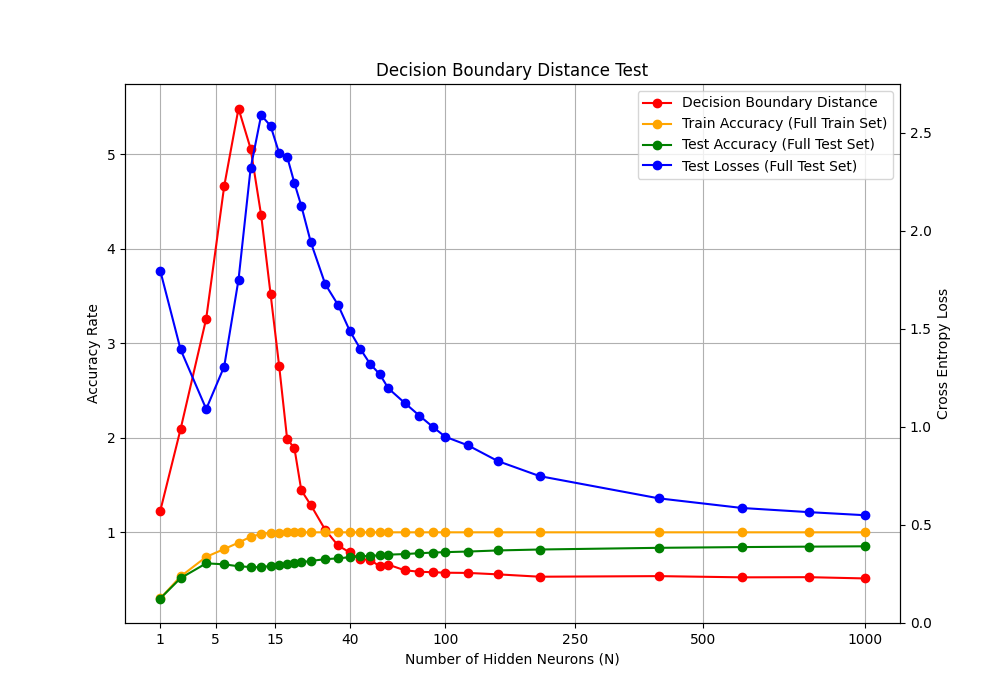 Decision Boundary Distance Test
Decision Boundary Distance
Train Accuracy (Full Train Set)
Test Accuracy (Full Test Set)
Test Losses (Full Test Set)
Accuracy Rate
5
4
3
2
1
Cross Entropy Loss
2.5
2.0
1.5
1.0
0.5
0.0
1 5 15 40 100 250 500 1000
Number of Hidden Neurons (N)